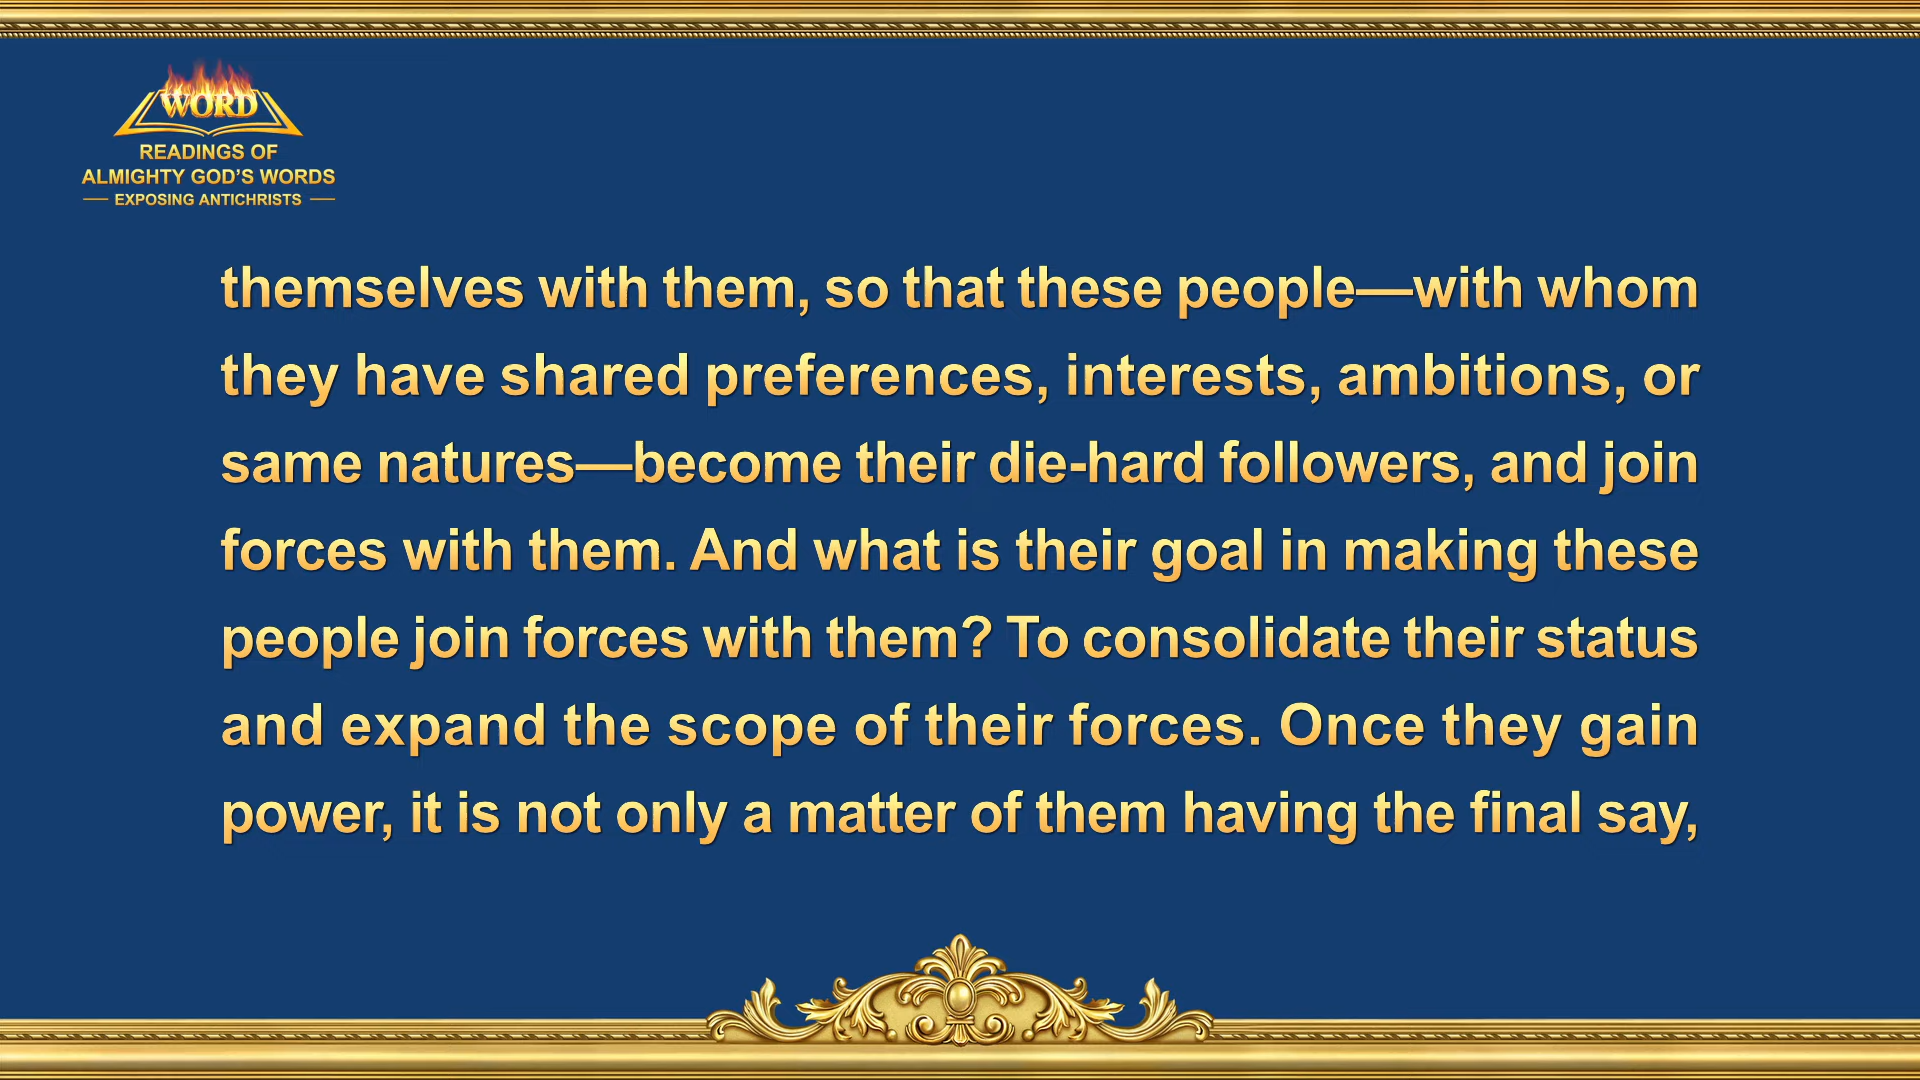 WORD
READINGS OF
ALMIGHTY GOD'S WORDS
EXPOSING ANTICHRISTS
themselves with them, so that these people—with whom
they have shared preferences, interests, ambitions, or
same natures—become their die-hard followers, and join
forces with them. And what is their goal in making these
people join forces with them? To consolidate their status
and expand the scope of their forces. Once they gain
power, it is not only a matter of them having the final say,